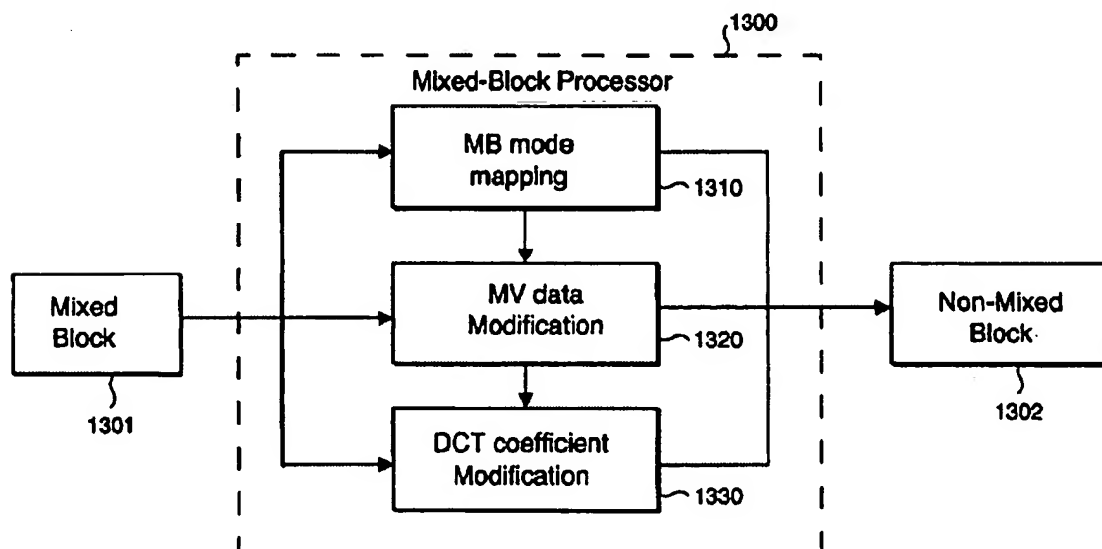 1300
Mixed-Block Processor
MB mode
mapping
1310
Mixed
Block
1301
MV data
Modification
1320
Non-Mixed
Block
1302
DCT coefficient
Modification
1330